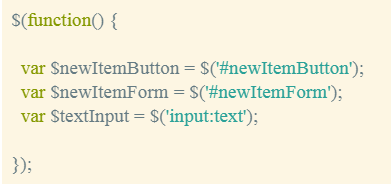 $(function() {
var $newItemButton = $('#newItemButton');
var $newItemForm = $('#newItemForm');
var $textInput = $('input:text');
});